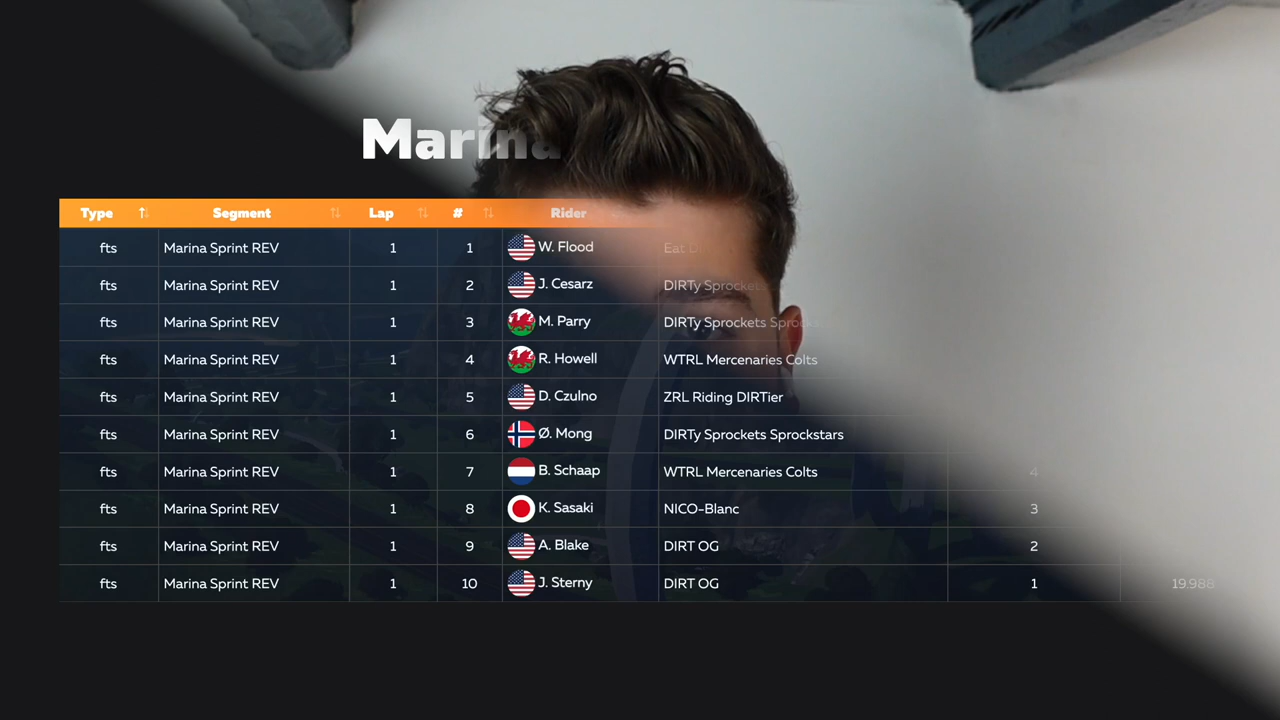 Marina
Type Segment Lap # Rider
fts Marina Sprint REV 1 1 W. Flood Eat
fts Marina Sprint REV 1 2 J. Cesarz DIRTy Sprocket
fts Marina Sprint REV 1 3 M. Parry DIRTy Sprockets Sprocks
fts Marina Sprint REV 1 4 R. Howell WTRL Mercenaries Colts
fts Marina Sprint REV 1 5 D. Czulno ZRL Riding DIRTier
fts Marina Sprint REV 1 6 Ø. Mong DIRTy Sprockets Sprockstars
fts Marina Sprint REV 1 7 B. Schaap WTRL Mercenaries Colts 4
fts Marina Sprint REV 1 8 K. Sasaki NICO-Blanc 3
fts Marina Sprint REV 1 9 A. Blake DIRT OG 2
fts Marina Sprint REV 1 10 J. Sterny DIRT OG 1 19.988